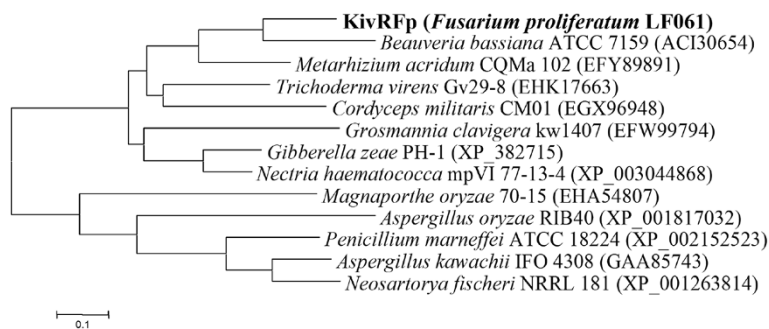 KivRFp (Fusarium proliferatum LF061)
Beauveria bassiana ATCC 7159 (ACI30654)
Metarhizium acridum CQMa 102 (EFY89891)
Trichoderma virens Gv29-8 (EHK17663)
Cordyceps militaris CM01 (EGX96948)
Grosmannia clavigera kw1407 (EFW99794)
Gibberella zeae PH-1 (XP_382715)
Nectria haematococca mpVI 77-13-4 (XP_003044868)
Magnaporthe oryzae 70-15 (EHA54807)
Aspergillus oryzae RIB40 (XP_001817032)
Penicillium marneffei ATCC 18224 (XP_002152523)
Aspergillus kawachii IFO 4308 (GAA85743)
Neosartorya fischeri NRRL 181 (XP_001263814)
0.1